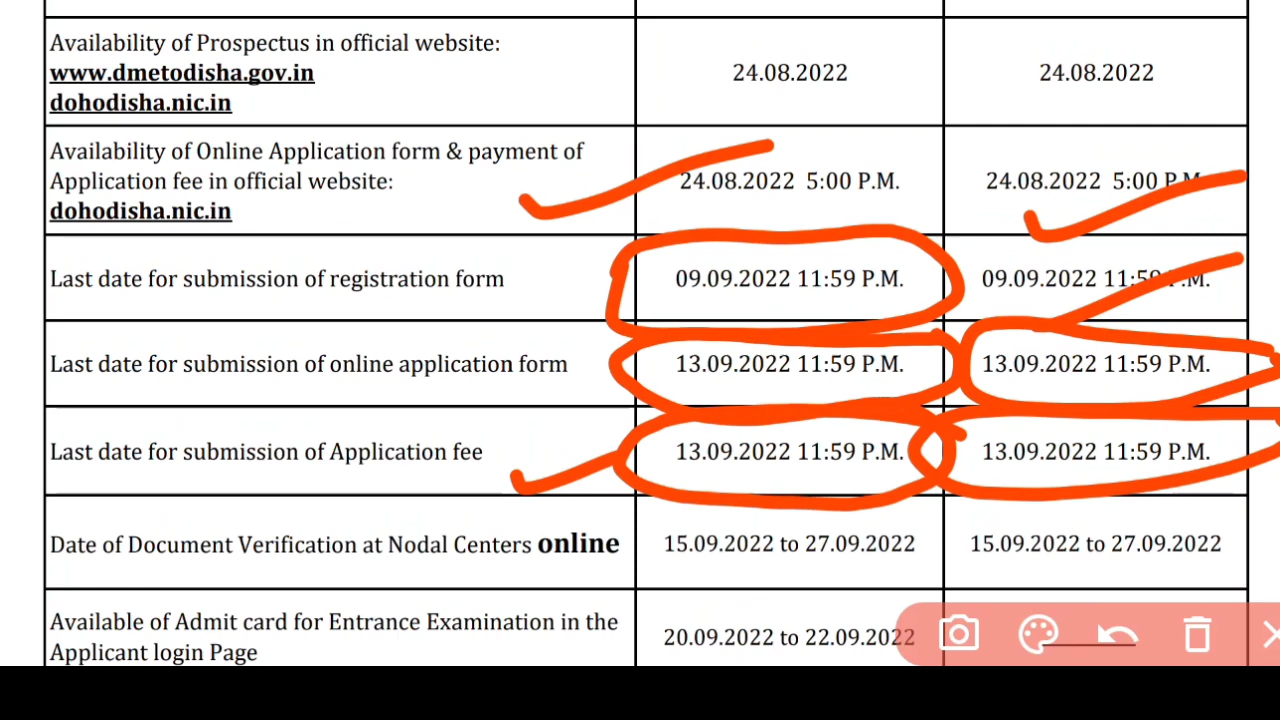 Availability of Prospectus in official website:
www.dmetodisha.gov.in
dohodisha.nic.in
24.08.2022
24.08.2022
Availability of Online Application form & payment of
Application fee in official website:
dohodisha.nic.in
24.08.2022 5:00 P.M.
24.08.2022 5:00 P.M.
Last date for submission of registration form
09.09.2022 11:59 P.M.
09.09.2022 11:59 P.M.
Last date for submission of online application form
13.09.2022 11:59 P.M.
13.09.2022 11:59 P.M.
Last date for submission of Application fee
13.09.2022 11:59 P.M.
13.09.2022 11:59 P.M.
Date of Document Verification at Nodal Centers online
15.09.2022 to 27.09.2022
15.09.2022 to 27.09.2022
Available of Admit card for Entrance Examination in the
Applicant login Page
20.09.2022 to 22.09.2022